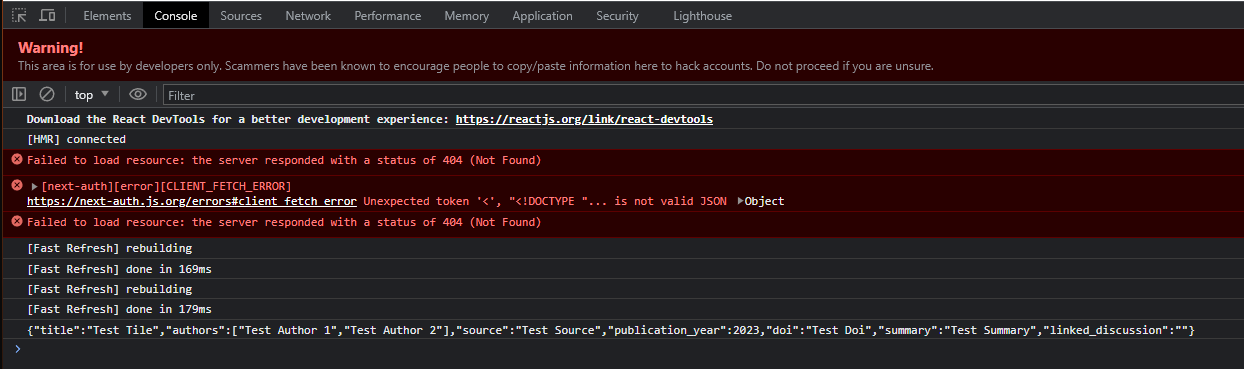 Elements Console Sources Network Performance Memory Application Security Lighthouse
Warning!
This area is for use by developers only. Scammers have been known to encourage people to copy/paste information here to hack accounts. Do not proceed if you are unsure.
top Filter
Download the React DevTools for a better development experience: https://reactjs.org/link/react-devtools
[HMR] connected
Failed to load resource: the server responded with a status of 404 (Not Found)
[next-auth][error][CLIENT_FETCH_ERROR]
https://next-auth.js.org/errors#client_fetch_error Unexpected token '<', "<!DOCTYPE "... is not valid JSON Object
Failed to load resource: the server responded with a status of 404 (Not Found)
[Fast Refresh] rebuilding
[Fast Refresh] done in 169ms
[Fast Refresh] rebuilding
[Fast Refresh] done in 179ms
{"title":"Test Tile","authors":["Test Author 1","Test Author 2"],"source":"Test Source","publication_year":2023,"doi":"Test Doi","summary":"Test Summary","linked_discussion":""}